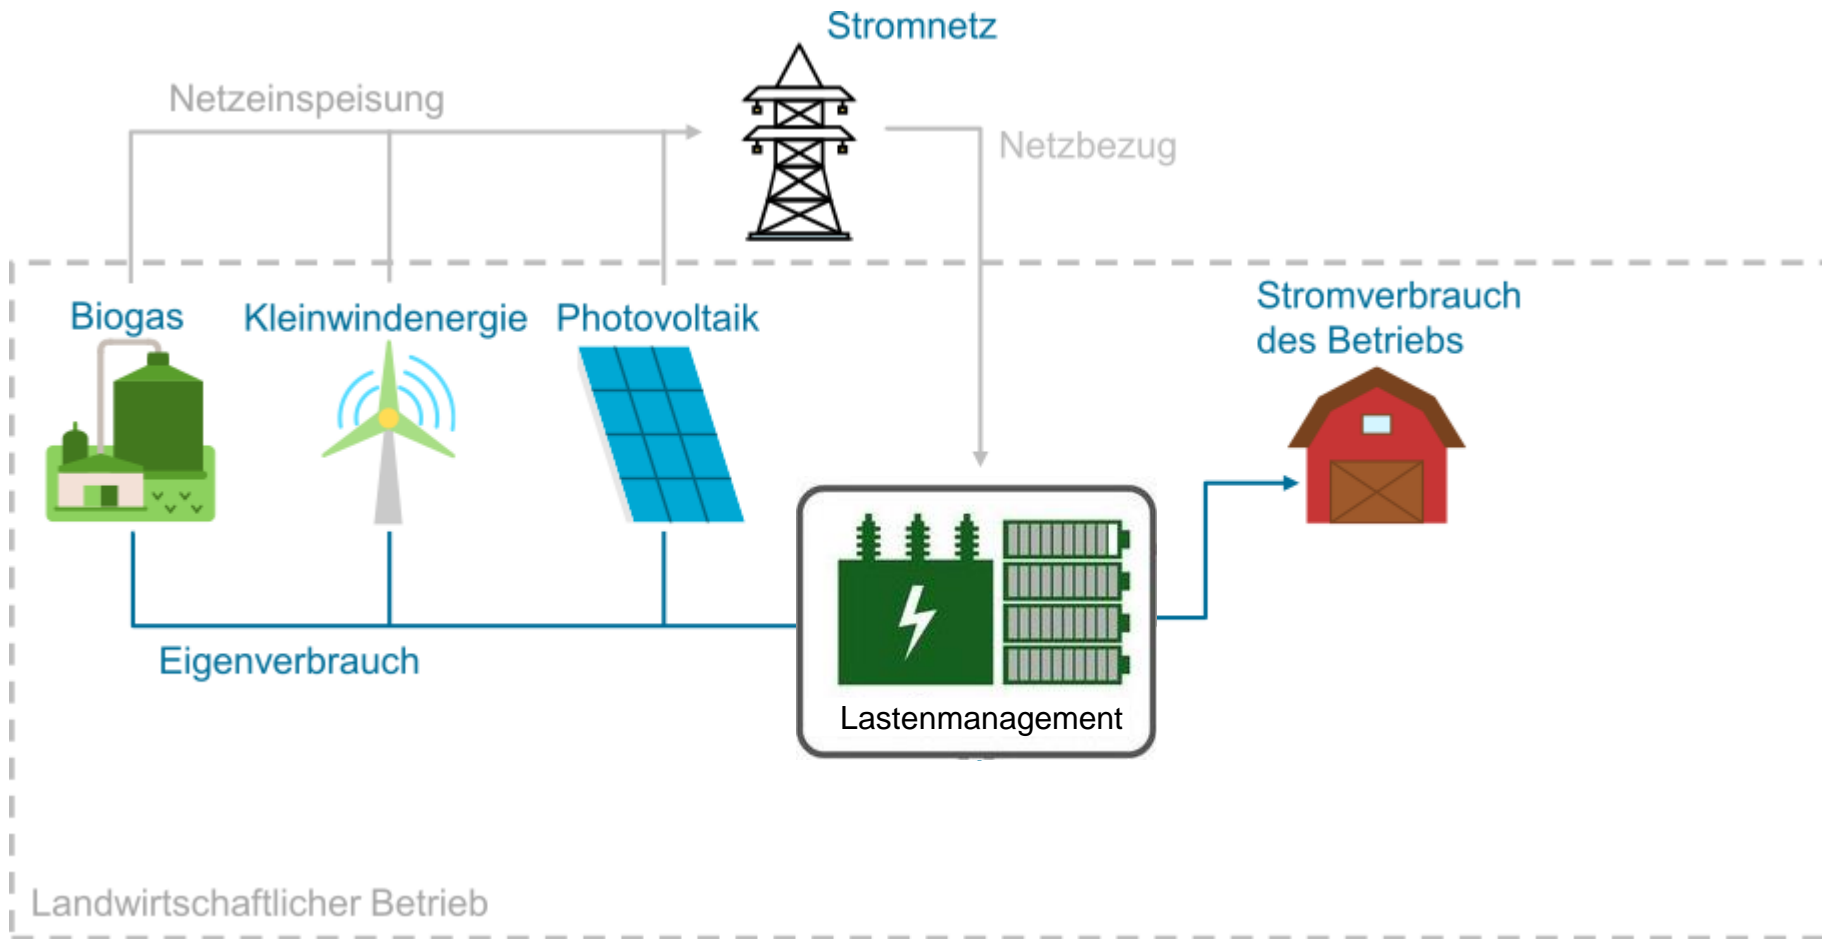 Stromnetz
Netzeinspeisung
Netzbezug
Biogas
Kleinwindenergie
Photovoltaik
Stromverbrauch
des Betriebs
Eigenverbrauch
Lastenmanagement
Landwirtschaftlicher Betrieb